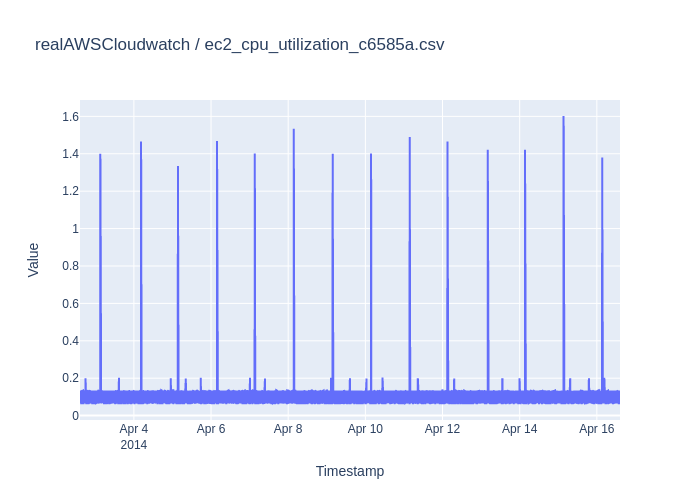 realAWSCloudwatch / ec2_cpu_utilization_c6585a.csv
1.6
1.4
1.2
1
0.8
0.6
0.4
0.2
0
Value
Apr 4
2014
Apr 6
Apr 8
Apr 10
Apr 12
Apr 14
Apr 16
Timestamp